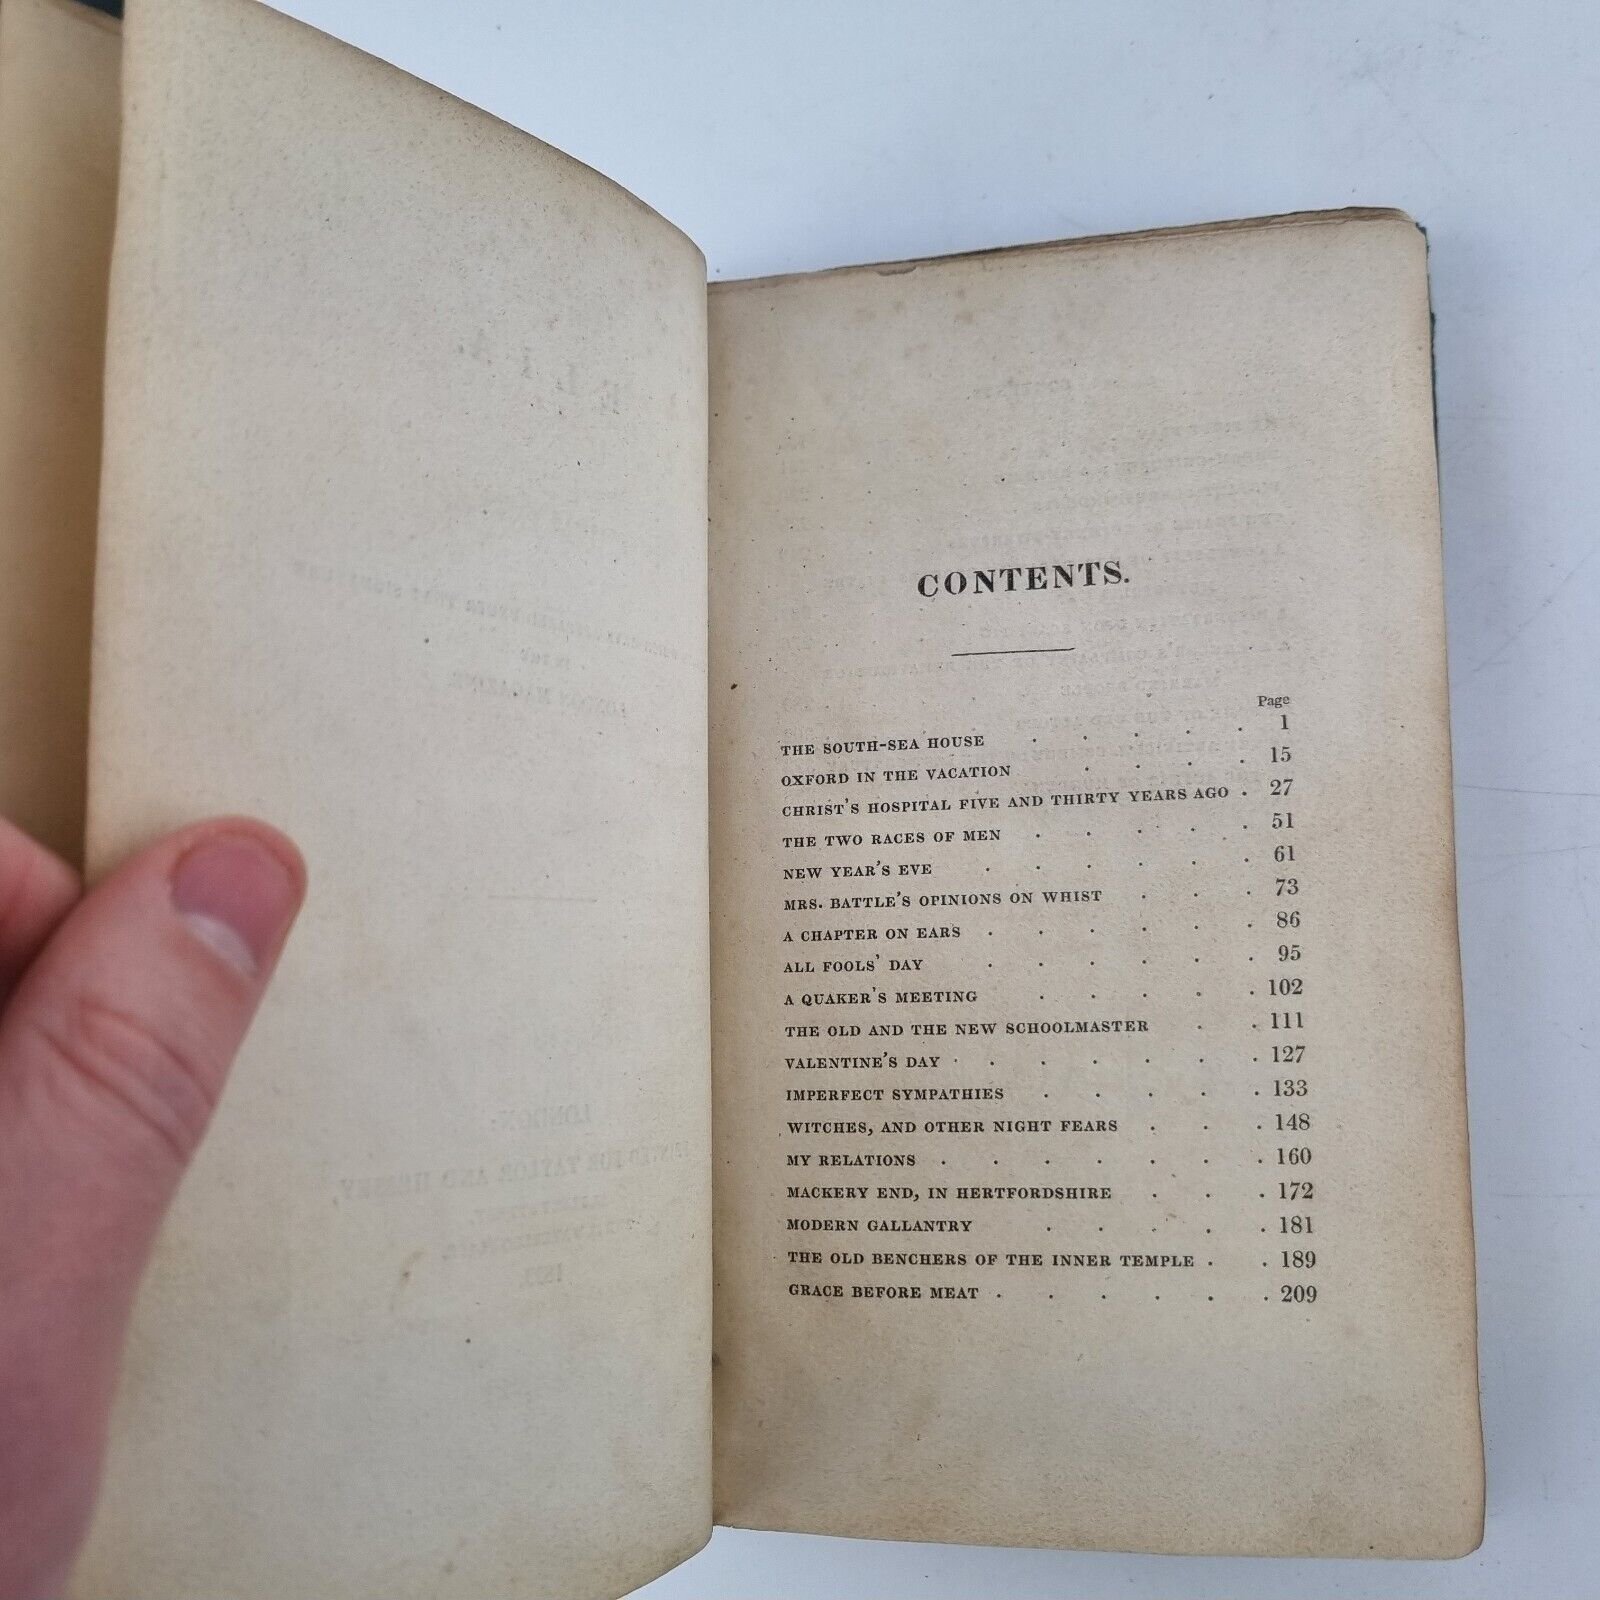 CONTENTS.
Page
THE SOUTH-SEA HOUSE . . . . . 1
OXFORD IN THE VACATION . . . . 15
CHRIST'S HOSPITAL FIVE AND THIRTY YEARS AGO . 27
THE TWO RACES OF MEN . . . . . 51
NEW YEAR'S EVE . . . . . . 61
MRS. BATTLE'S OPINIONS ON WHIST . . . 73
A CHAPTER ON EARS . . . . . . 86
ALL FOOLS' DAY . . . . . . 95
A QUAKER'S MEETING . . . . . 102
THE OLD AND THE NEW SCHOOLMASTER . . 111
VALENTINE'S DAY . . . . . . . 127
IMPERFECT SYMPATHIES . . . . . 133
WITCHES, AND OTHER NIGHT FEARS . . . 148
MY RELATIONS . . . . . . . 160
MACKERY END, IN HERTFORDSHIRE . . . 172
MODERN GALLANTRY . . . . . 181
THE OLD BENCHERS OF THE INNER TEMPLE . . 189
GRACE BEFORE MEAT . . . . . . 209